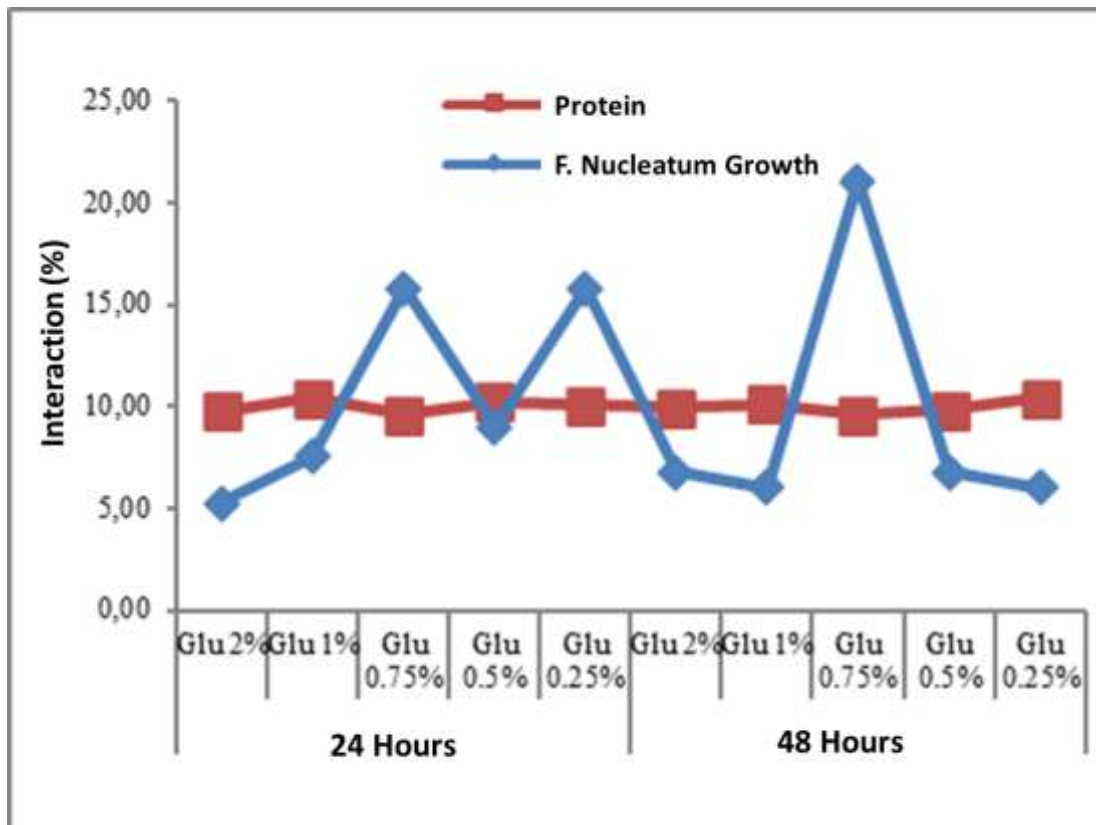 25,00
20,00
15,00
10,00
5,00
0,00
Interaction (%)
Protein
F. Nucleatum Growth
Glu 2% Glu 1% Glu Glu Glu Glu 2% Glu 1% Glu Glu Glu
0.75% 0.5% 0.25% 0.75% 0.5% 0.25%
24 Hours 48 Hours